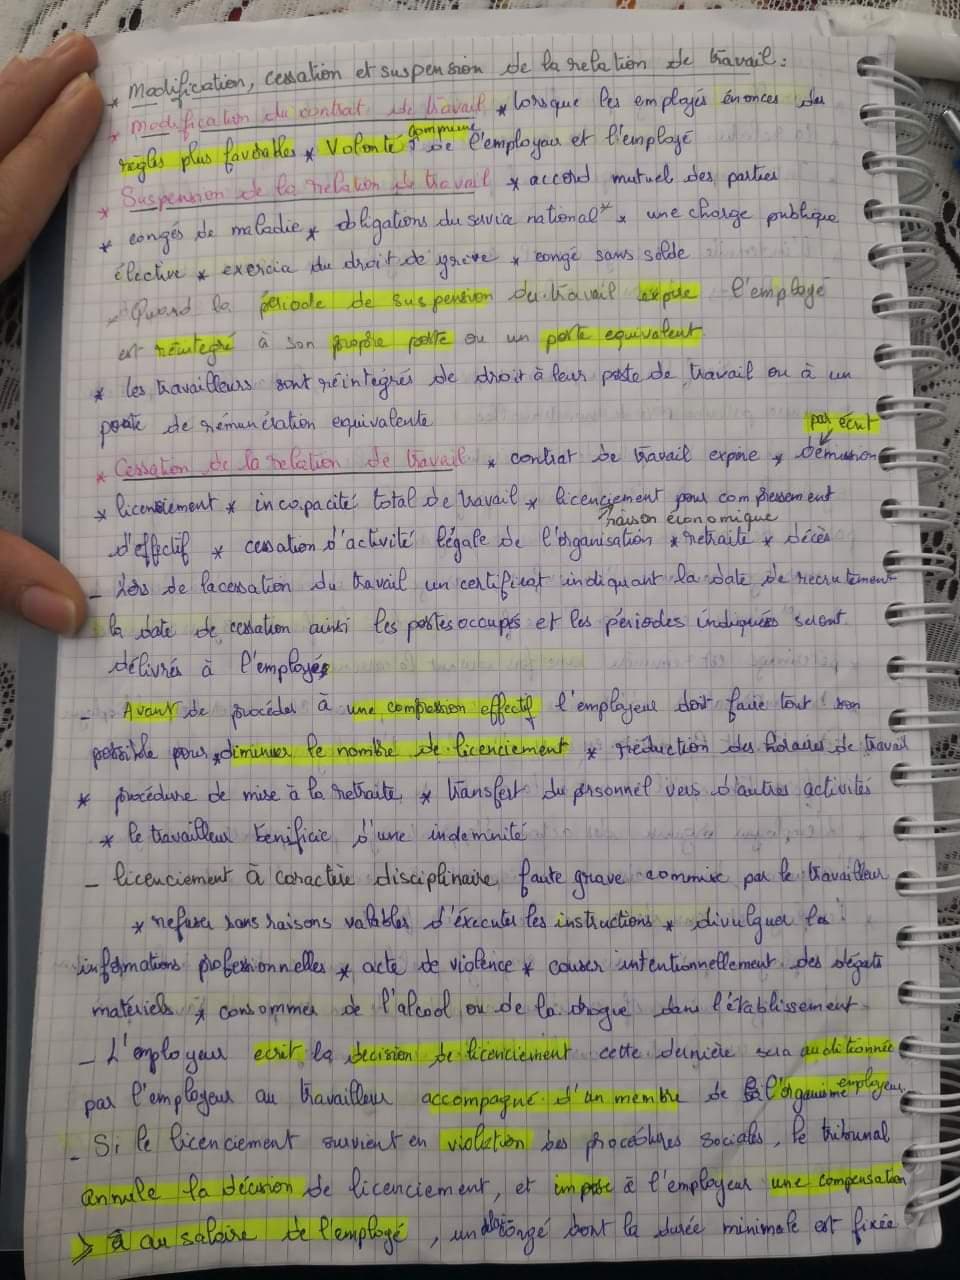 * Modification, cessation et suspension de la relation de travail :
* modification du contrat de travail * lorsque les employés énonces du
règles plus favorables * Volonté commune de l'employeur et l'employé
* Suspension de la relation de travail * accord mutuel des parties
* congés de maladie * obligations du service national * une charge publique
élective * exercice du droit de grève * congé sans solde
* Quand la période de suspension du travail expire l'employé
est réintegré à son propre poste ou un poste equivalent
* les travailleurs sont réintegrés de droit à leur poste de travail ou à un
poste de rémunération equivalente
par écrit
* Cessation de la relation de travail * contrat de travail expire * démission
* licenciement * incapacité total de travail * licenciement pour compressement
raison économique
d'effectif * cessation d'activité légale de l'organisation * retraite * décès
- lors de la cessation du travail un certificat indiquant la date de recrutement
la date de cessation ainsi les postes occupés et les périodes indiquées seront
délivrés à l'employés
- Avant de procéder à une compression effectif l'employeur doit faire tout son
possible pour diminuer le nombre de licenciement * réduction des horaires de travail
* procédure de mise à la retraite * transfert du personnel vers d'autres activités
* le travailleur benificie d'une indeminité
- licenciement à caractère disciplinaire faute grave commise par le travailleur
* refuser sans raisons valables d'éxecuter les instructions * divulguer la
informations professionnelles * acte de violence * causer intentionnellement des dégats
matériels * consommer de l'alcool ou de la drogue dans l'établissement
- L'employeur ecrit la decision de licenciement cette dernière sera auditionnée
par l'employeur au travailleur accompagné d'un membre de l'organisme employeur
- Si le licenciement survient en violation des procédures sociales, le tribunal
annule la décision de licenciement, et impose à l'employeur une compensation
à au salaire de l'employé, un congé dont la durée minimale est fixée